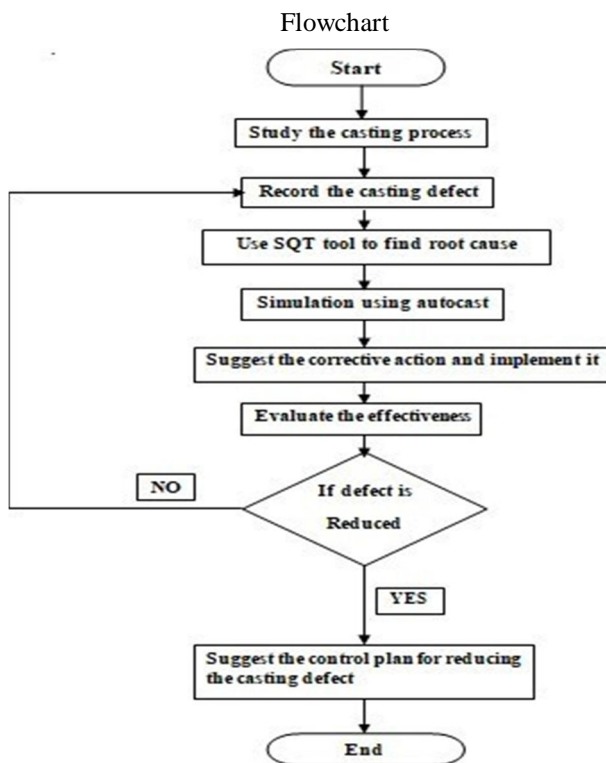 Flowchart
Start
Study the casting process
Record the casting defect
Use SQT tool to find root cause
Simulation using autocast
Suggest the corrective action and implement it
Evaluate the effectiveness
NO
If defect is
Reduced
YES
Suggest the control plan for reducing
the casting defect
End